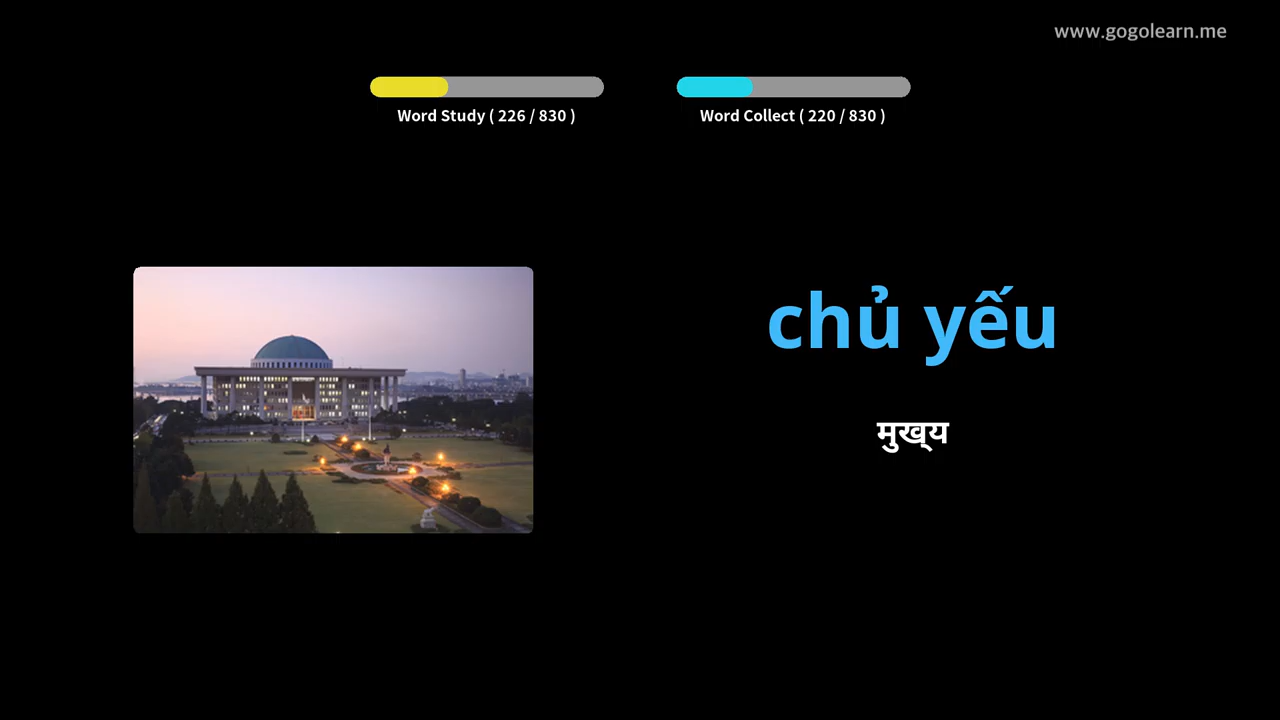 www.gogolearn.me
Word Study ( 226 / 830 )
Word Collect ( 220 / 830 )
chủ yếu
मुख्य